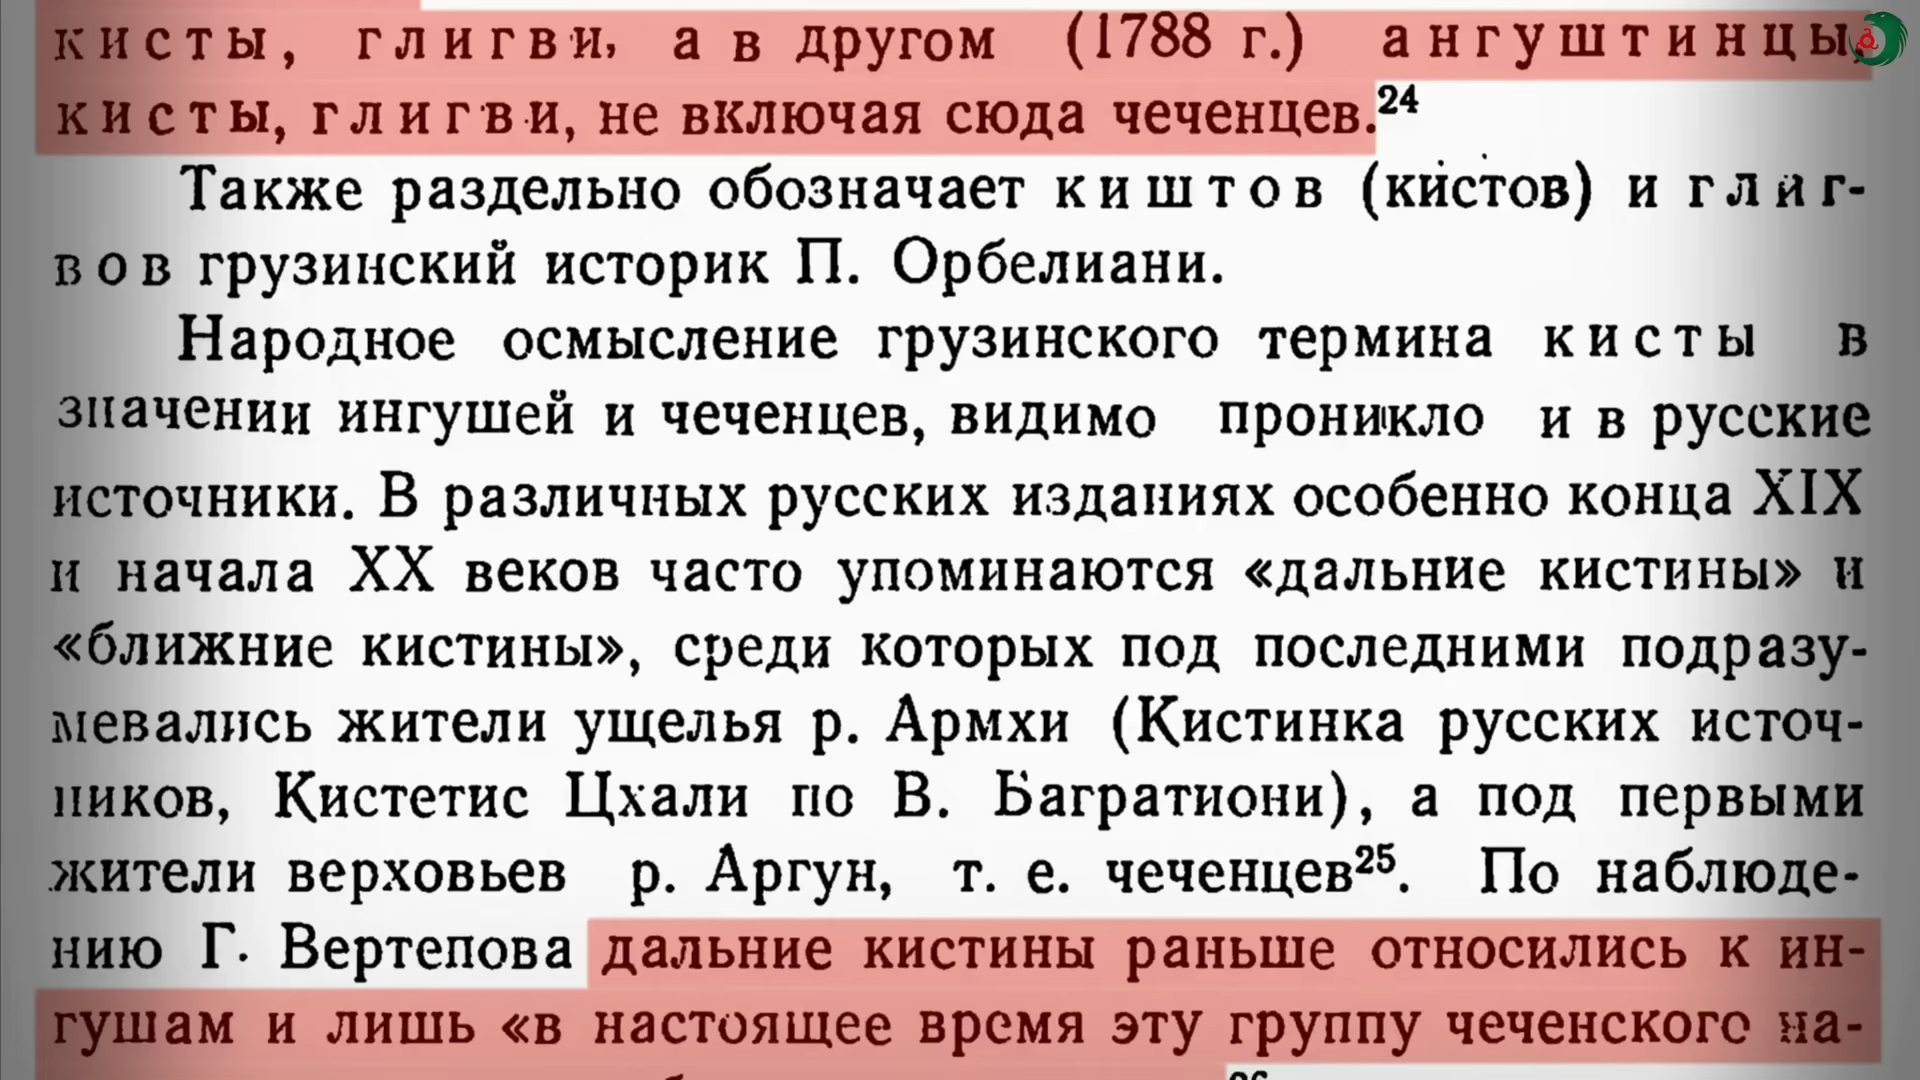 кисты, глигви, а в другом (1788 г.) ангуштинцы,
кисты, глигви, не включая сюда чеченцев.24
Также раздельно обозначает киштов (кистов) и глиг-
вов грузинский историк П. Орбелиани.
Народное осмысление грузинского термина кисты в
значении ингушей и чеченцев, видимо проникло и в русские
источники. В различных русских изданиях особенно конца XIX
и начала XX веков часто упоминаются «дальние кистины» и
«ближние кистины», среди которых под последними подразу-
мевались жители ущелья р. Армхи (Кистинка русских источ-
ников, Кистетис Цхали по В. Багратиони), а под первыми
жители верховьев р. Аргун, т. е. чеченцев25. По наблюде-
нию Г. Вертепова дальние кистины раньше относились к ин-
гушам и лишь «в настоящее время эту группу чеченского на-